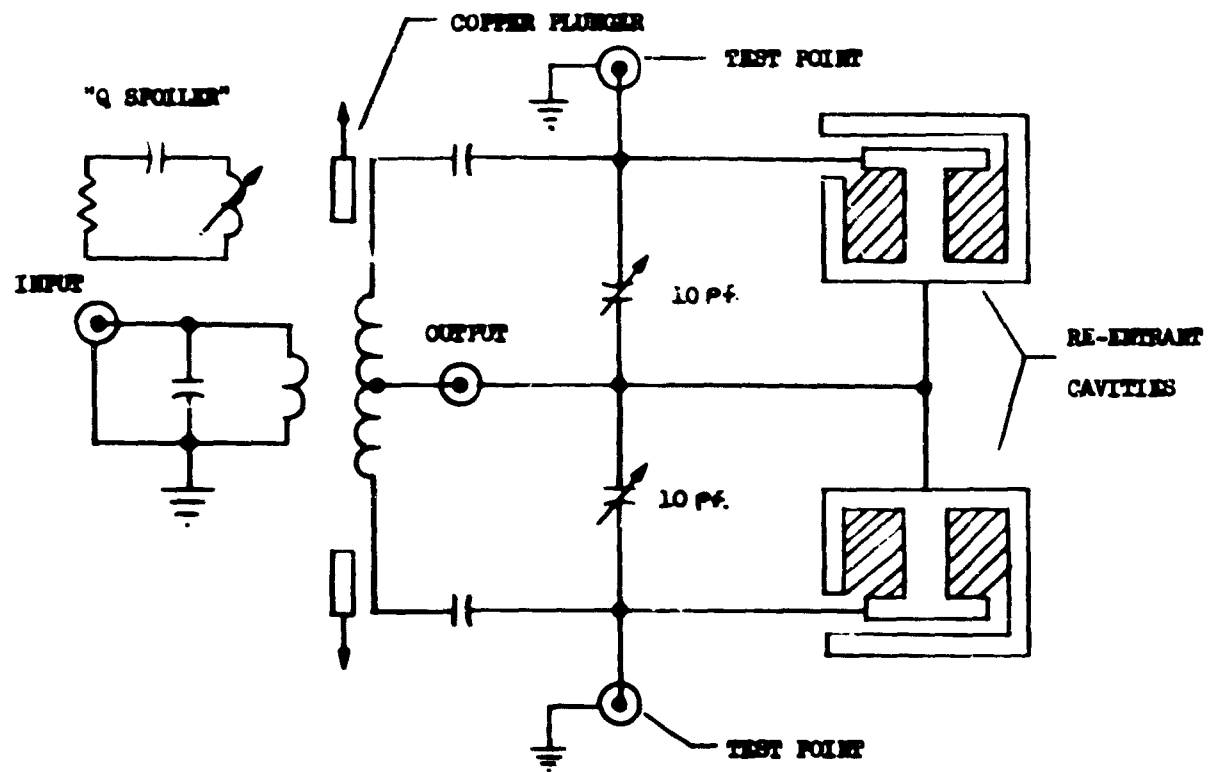 COPPER PLUNGER
TEST POINT
"Q SPOILER"
INPUT
10 Pf.
OUTPUT
RE-ENTRANT
CAVITIES
10 Pf.
TEST POINT